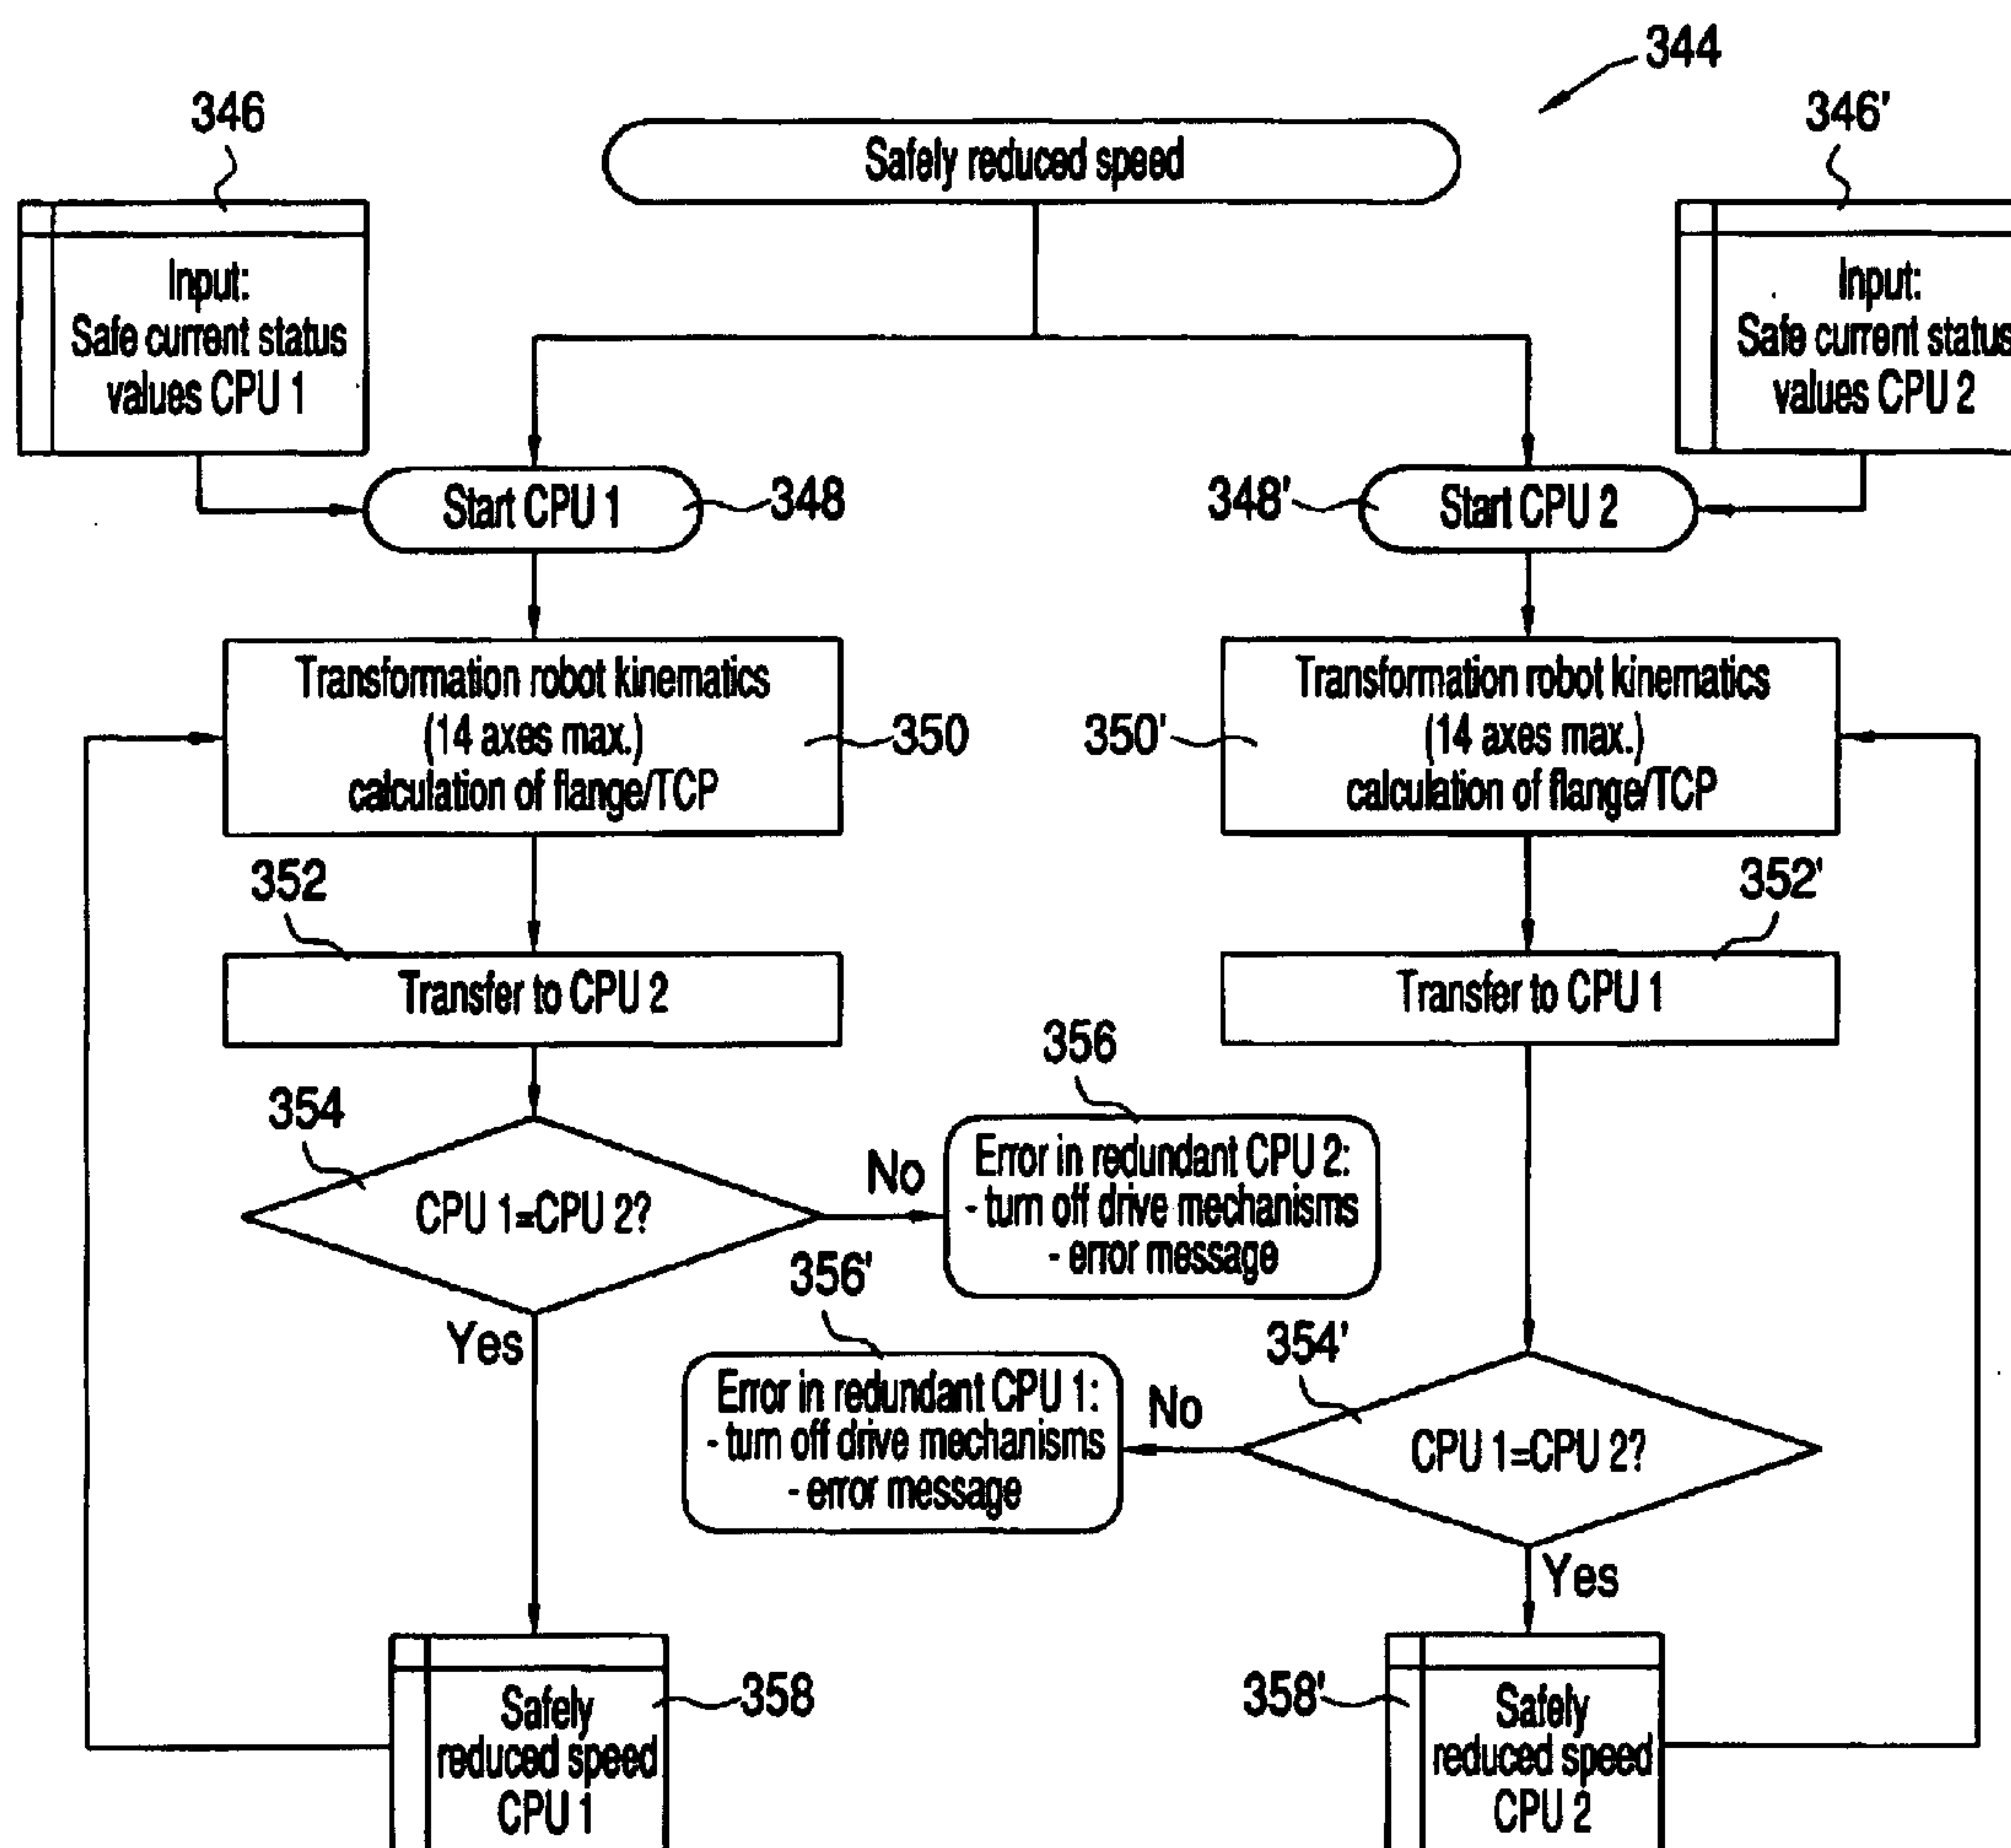 344
346
346'
Safely reduced speed
Input:
Safe current status
values CPU 1
Input:
Safe current status
values CPU 2
Start CPU 1
348
348'
Start CPU 2
Transformation robot kinematics
(14 axes max.)
calculation of flange/TCP
350
350'
Transformation robot kinematics
(14 axes max.)
calculation of flange/TCP
352
352'
Transfer to CPU 2
Transfer to CPU 1
354
CPU 1=CPU 2?
No
356
Error in redundant CPU 2:
- turn off drive mechanisms
- error message
Yes
356'
Error in redundant CPU 1:
- turn off drive mechanisms
- error message
No
354'
CPU 1=CPU 2?
Yes
Safely
reduced speed
CPU 1
358
358'
Safely
reduced speed
CPU 2